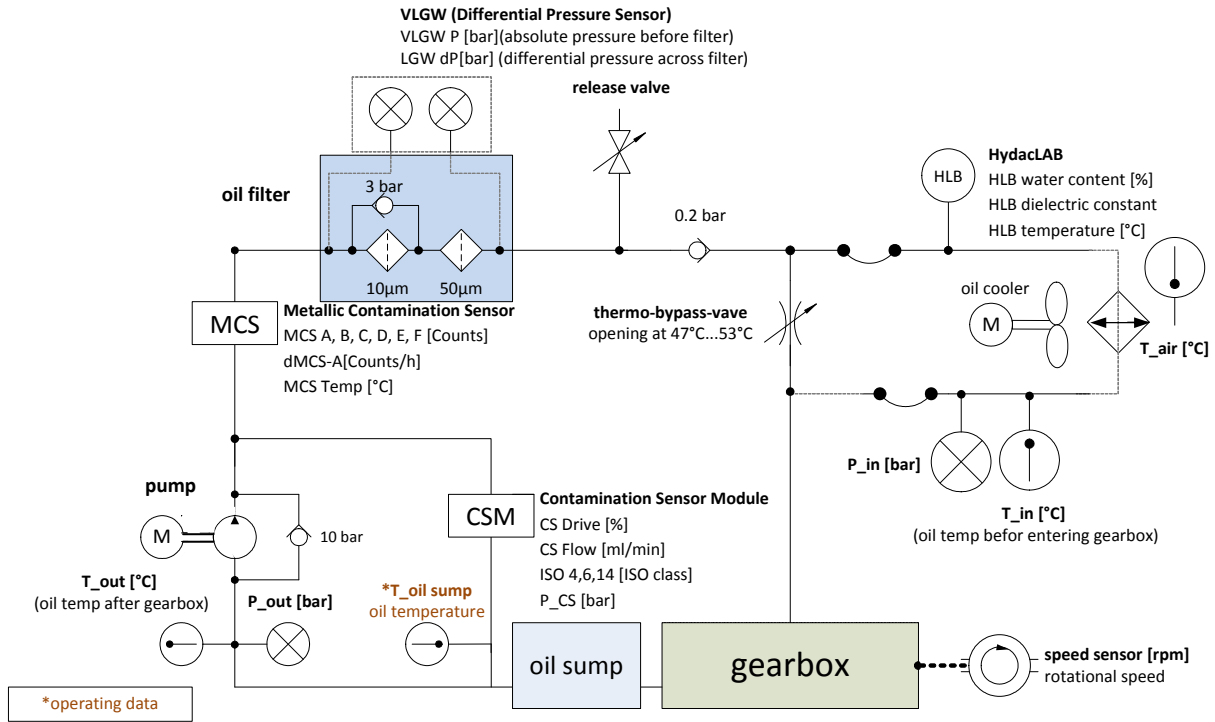 VLGW (Differential Pressure Sensor)
VLGW P [bar](absolute pressure before filter)
LGW dP[bar] (differential pressure across filter)
release valve
oil filter
3 bar
10µm
50µm
0.2 bar
HLB
HydacLAB
HLB water content [%]
HLB dielectric constant
HLB temperature [°C]
MCS
Metallic Contamination Sensor
MCS A, B, C, D, E, F [Counts]
dMCS-A[Counts/h]
MCS Temp [°C]
thermo-bypass-vave
opening at 47°C...53°C
oil cooler
M
T_air [°C]
P_in [bar]
T_in [°C]
(oil temp befor entering gearbox)
pump
M
10 bar
CSM
Contamination Sensor Module
CS Drive [%]
CS Flow [ml/min]
ISO 4,6,14 [ISO class]
P_CS [bar]
T_out [°C]
(oil temp after gearbox)
P_out [bar]
*T_oil sump
oil temperature
oil sump
gearbox
speed sensor [rpm]
rotational speed
*operating data